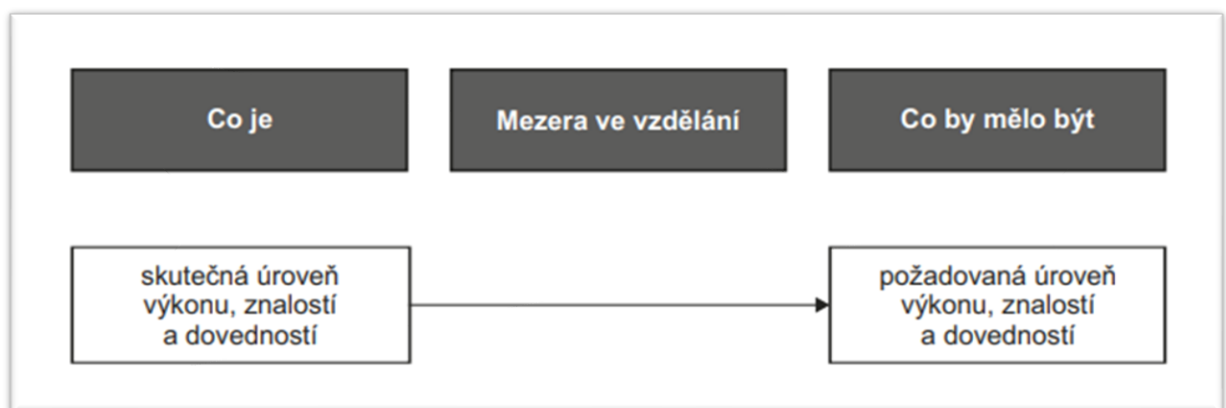 Co je
Mezera ve vzdělání
Co by mělo být
skutečná úroveň
výkonu, znalostí
a dovedností
požadovaná úroveň
výkonu, znalostí
a dovedností